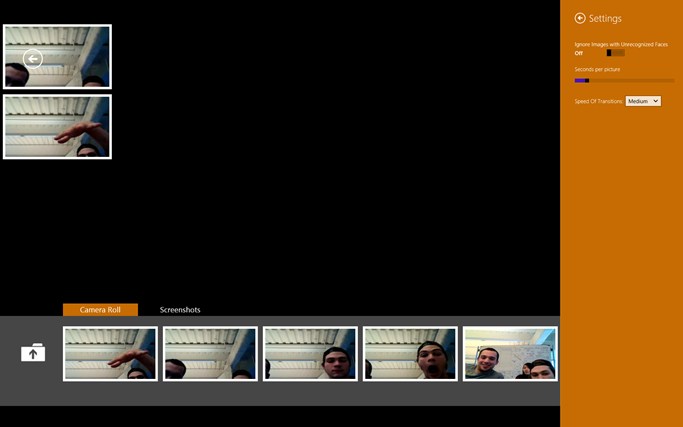 Settings
Ignore Images with Unrecognized Faces
Off
Seconds per picture
Speed Of Transitions: Medium
Camera Roll Screenshots